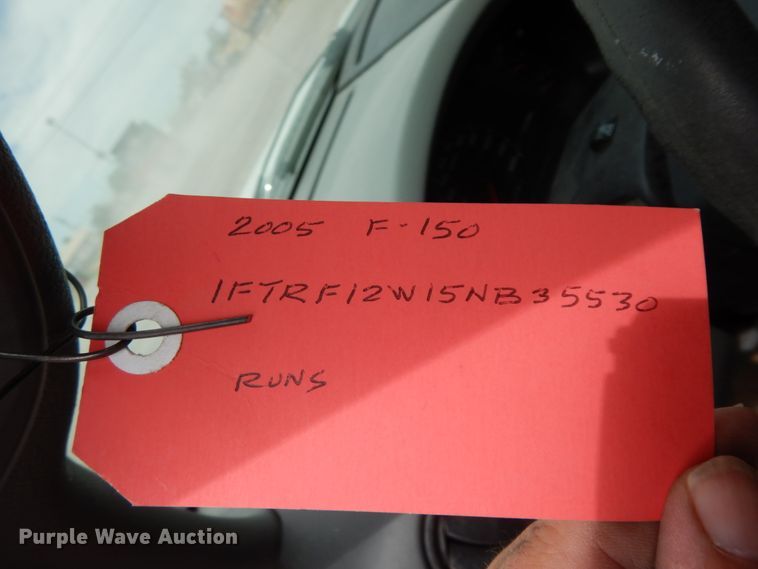 2005 F-150
1FTRF12W15NB35530
RUNS
Purple Wave Auction